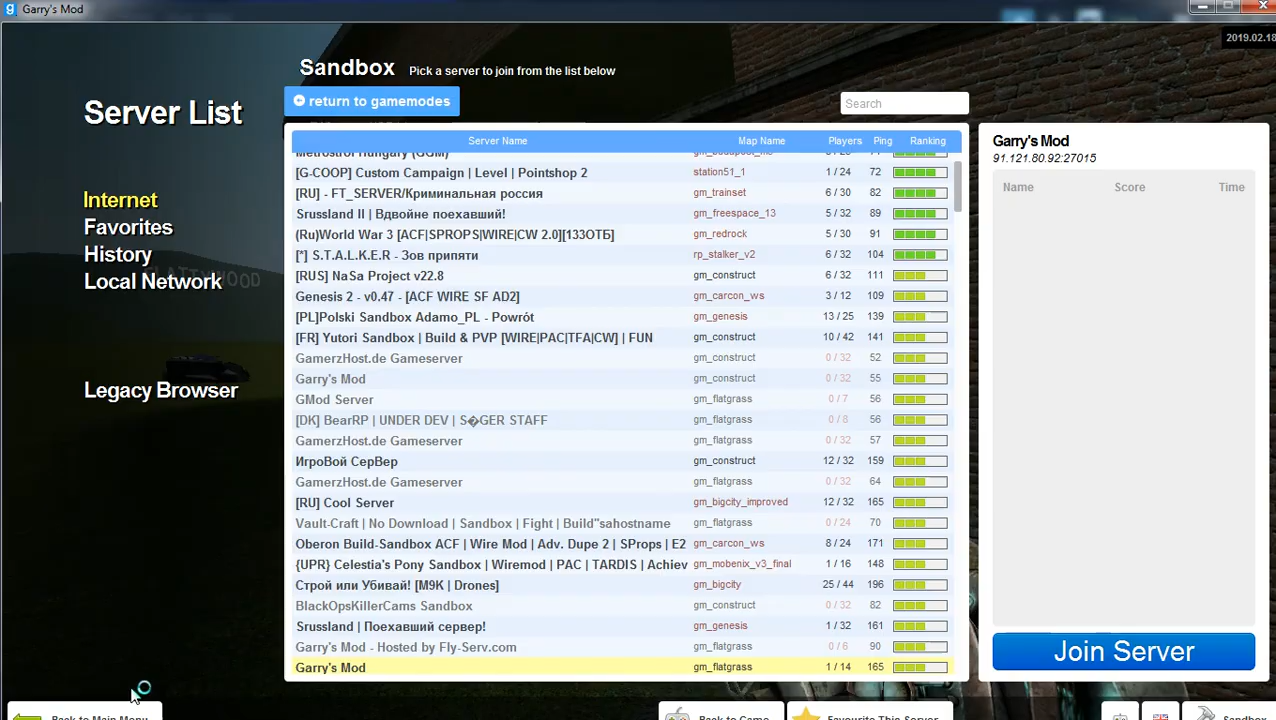 Garry's Mod
2019.02.18
Sandbox Pick a server to join from the list below
return to gamemodes
Search
Server List
Internet
Favorites
History
Local Network
Legacy Browser
Server Name Map Name Players Ping Ranking
Metrostroi Hungary (GGM)
[G-COOP] Custom Campaign | Level | Pointshop 2 station51_1 1 / 24 72
[RU] - FT_SERVER/Криминальная россия gm_trainset 6 / 30 82
Srussland II | Вдвойне поехавший! gm_freespace_13 5 / 32 89
(Ru)World War 3 [ACF|SPROPS|WIRE|CW 2.0][133ОТБ] gm_redrock 5 / 30 91
[*] S.T.A.L.K.E.R - Зов припяти rp_stalker_v2 6 / 32 104
[RUS] NaSa Project v22.8 gm_construct 6 / 32 111
Genesis 2 - v0.47 - [ACF WIRE SF AD2] gm_carcon_ws 3 / 12 109
[PL]Polski Sandbox Adamo_PL - Powrót gm_genesis 13 / 25 139
[FR] Yutori Sandbox | Build & PVP [WIRE|PAC|TFA|CW] | FUN gm_construct 10 / 42 141
GamerzHost.de Gameserver gm_construct 0 / 32 52
Garry's Mod gm_construct 0 / 32 55
GMod Server gm_flatgrass 0 / 7 56
[DK] BearRP | UNDER DEV | S�GER STAFF gm_flatgrass 0 / 8 56
GamerzHost.de Gameserver gm_flatgrass 0 / 32 57
ИгроВой СерВер gm_construct 12 / 32 159
GamerzHost.de Gameserver gm_flatgrass 0 / 32 64
[RU] Cool Server gm_bigcity_improved 12 / 32 165
Vault-Craft | No Download | Sandbox | Fight | Build"sahostname gm_flatgrass 0 / 24 70
Oberon Build-Sandbox ACF | Wire Mod | Adv. Dupe 2 | SProps | E2 gm_carcon_ws 8 / 24 171
{UPR} Celestia's Pony Sandbox | Wiremod | PAC | TARDIS | Achiev gm_mobenix_v3_final 1 / 16 148
Строй или Убивай! [M9K | Drones] gm_bigcity 25 / 44 196
BlackOpsKillerCams Sandbox gm_construct 0 / 32 82
Srussland | Поехавший сервер! gm_genesis 1 / 32 161
Garry's Mod - Hosted by Fly-Serv.com gm_flatgrass 0 / 6 90
Garry's Mod gm_flatgrass 1 / 14 165
Garry's Mod
91.121.80.92:27015
Name Score Time
Join Server
Back to Main Menu
Back to Game
Favourite This Server
Sandbox